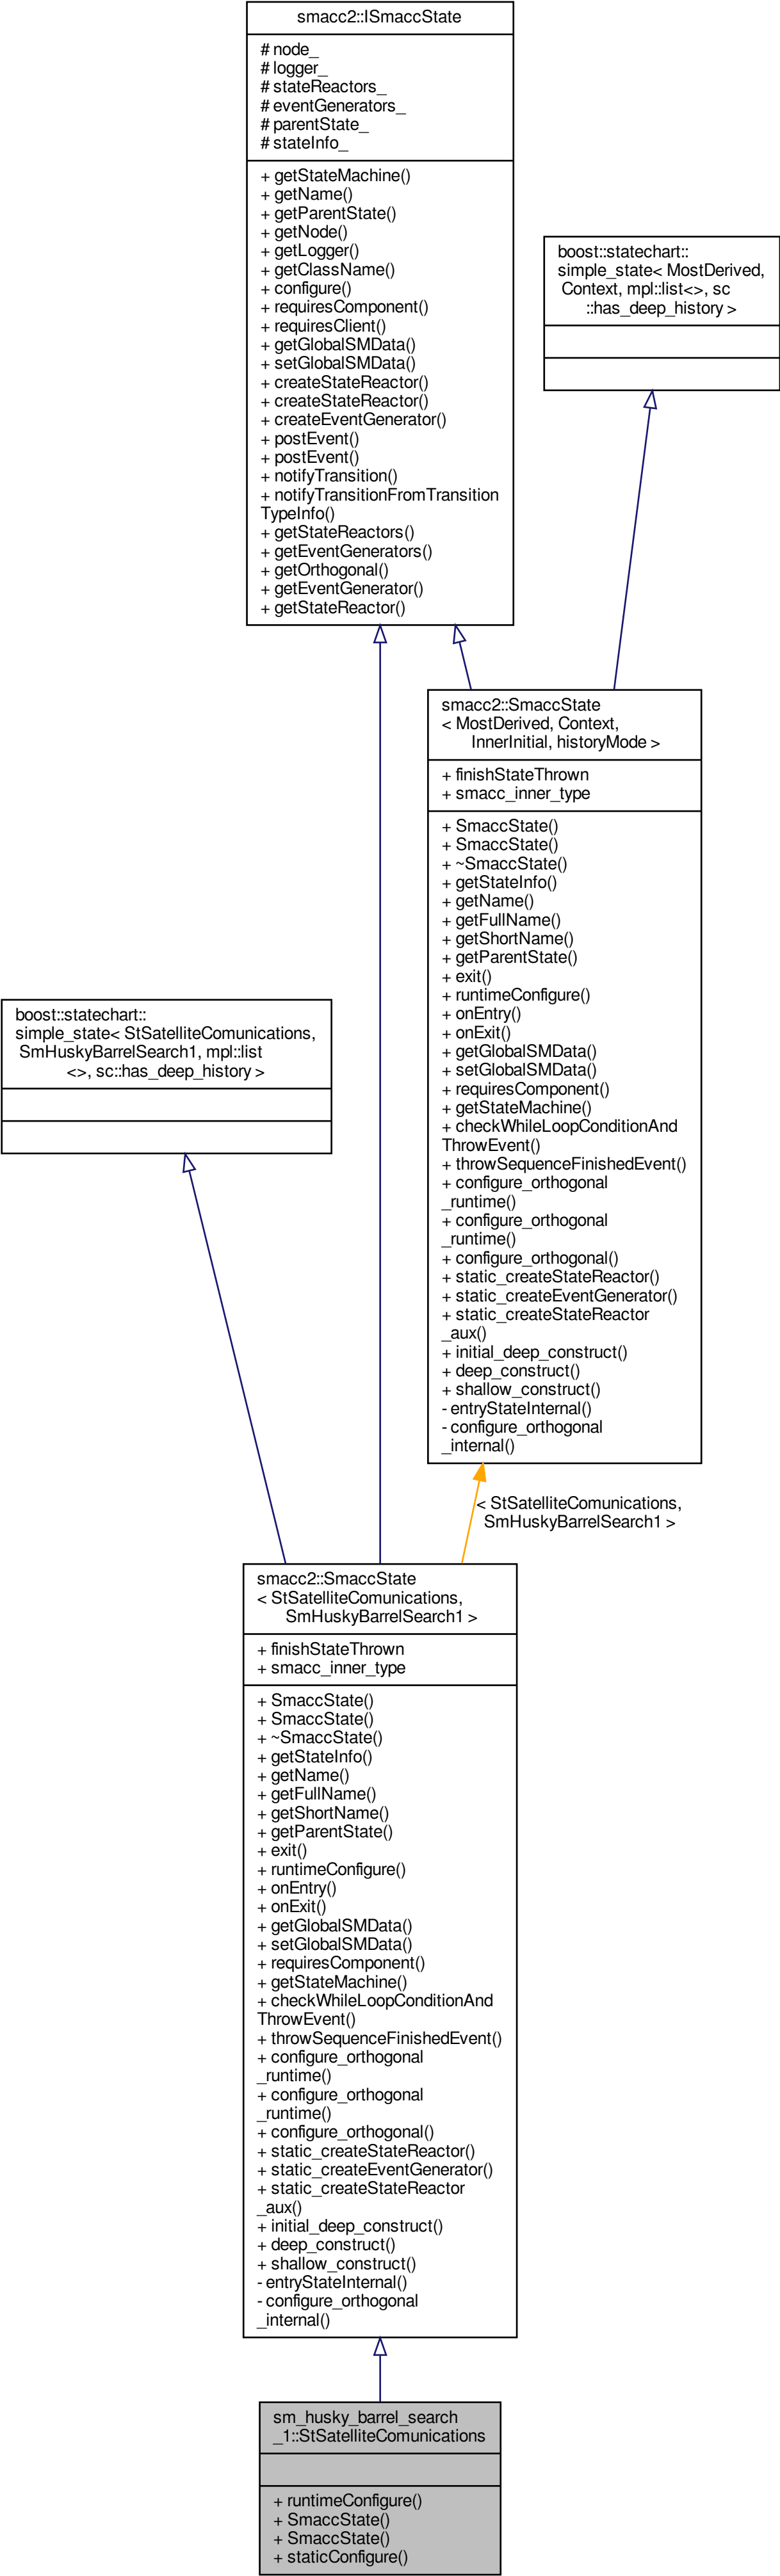 smacc2::ISmaccState
# node_
# logger_
# stateReactors_
# eventGenerators_
# parentState_
# stateInfo_
+ getStateMachine()
+ getName()
+ getParentState()
+ getNode()
+ getLogger()
+ getClassName()
+ configure()
+ requiresComponent()
+ requiresClient()
+ getGlobalSMData()
+ setGlobalSMData()
+ createStateReactor()
+ createStateReactor()
+ createEventGenerator()
+ postEvent()
+ postEvent()
+ notifyTransition()
+ notifyTransitionFromTransition
TypeInfo()
+ getStateReactors()
+ getEventGenerators()
+ getOrthogonal()
+ getEventGenerator()
+ getStateReactor()
boost::statechart::
simple_state< MostDerived,
Context, mpl::list<>, sc
::has_deep_history >
smacc2::SmaccState
< MostDerived, Context,
InnerInitial, historyMode >
+ finishStateThrown
+ smacc_inner_type
+ SmaccState()
+ SmaccState()
+ ~SmaccState()
+ getStateInfo()
+ getName()
+ getFullName()
+ getShortName()
+ getParentState()
+ exit()
+ runtimeConfigure()
+ onEntry()
+ onExit()
+ getGlobalSMData()
+ setGlobalSMData()
+ requiresComponent()
+ getStateMachine()
+ checkWhileLoopConditionAnd
ThrowEvent()
+ throwSequenceFinishedEvent()
+ configure_orthogonal
_runtime()
+ configure_orthogonal
_runtime()
+ configure_orthogonal()
+ static_createStateReactor()
+ static_createEventGenerator()
+ static_createStateReactor
_aux()
+ initial_deep_construct()
+ deep_construct()
+ shallow_construct()
- entryStateInternal()
- configure_orthogonal
_internal()
boost::statechart::
simple_state< StSatelliteComunications,
SmHuskyBarrelSearch1, mpl::list
<>, sc::has_deep_history >
< StSatelliteComunications,
SmHuskyBarrelSearch1 >
smacc2::SmaccState
< StSatelliteComunications,
SmHuskyBarrelSearch1 >
+ finishStateThrown
+ smacc_inner_type
+ SmaccState()
+ SmaccState()
+ ~SmaccState()
+ getStateInfo()
+ getName()
+ getFullName()
+ getShortName()
+ getParentState()
+ exit()
+ runtimeConfigure()
+ onEntry()
+ onExit()
+ getGlobalSMData()
+ setGlobalSMData()
+ requiresComponent()
+ getStateMachine()
+ checkWhileLoopConditionAnd
ThrowEvent()
+ throwSequenceFinishedEvent()
+ configure_orthogonal
_runtime()
+ configure_orthogonal
_runtime()
+ configure_orthogonal()
+ static_createStateReactor()
+ static_createEventGenerator()
+ static_createStateReactor
_aux()
+ initial_deep_construct()
+ deep_construct()
+ shallow_construct()
- entryStateInternal()
- configure_orthogonal
_internal()
sm_husky_barrel_search
_1::StSatelliteComunications
+ runtimeConfigure()
+ SmaccState()
+ SmaccState()
+ staticConfigure()